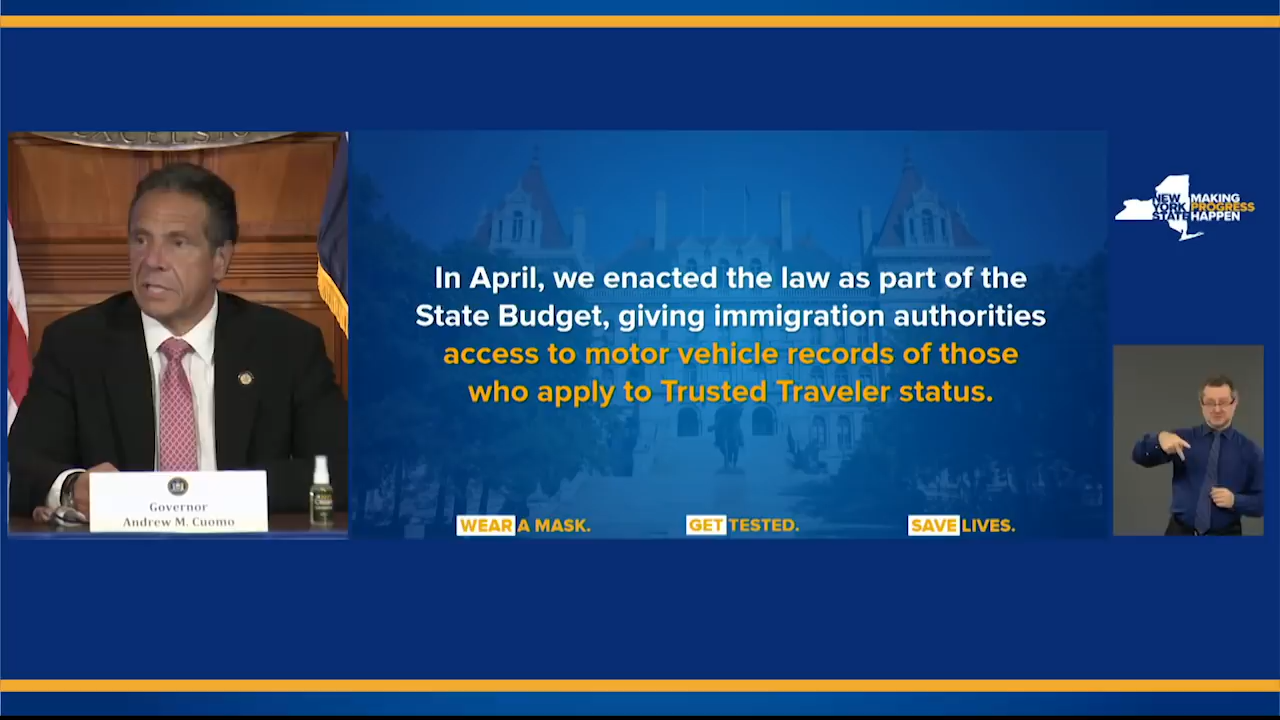 EXCELSIOR
In April, we enacted the law as part of the
State Budget, giving immigration authorities
access to motor vehicle records of those
who apply to Trusted Traveler status.
WEAR A MASK.
GET TESTED.
SAVE LIVES.
Governor
Andrew M. Cuomo
NEW
YORK
STATE
MAKING
PROGRESS
HAPPEN